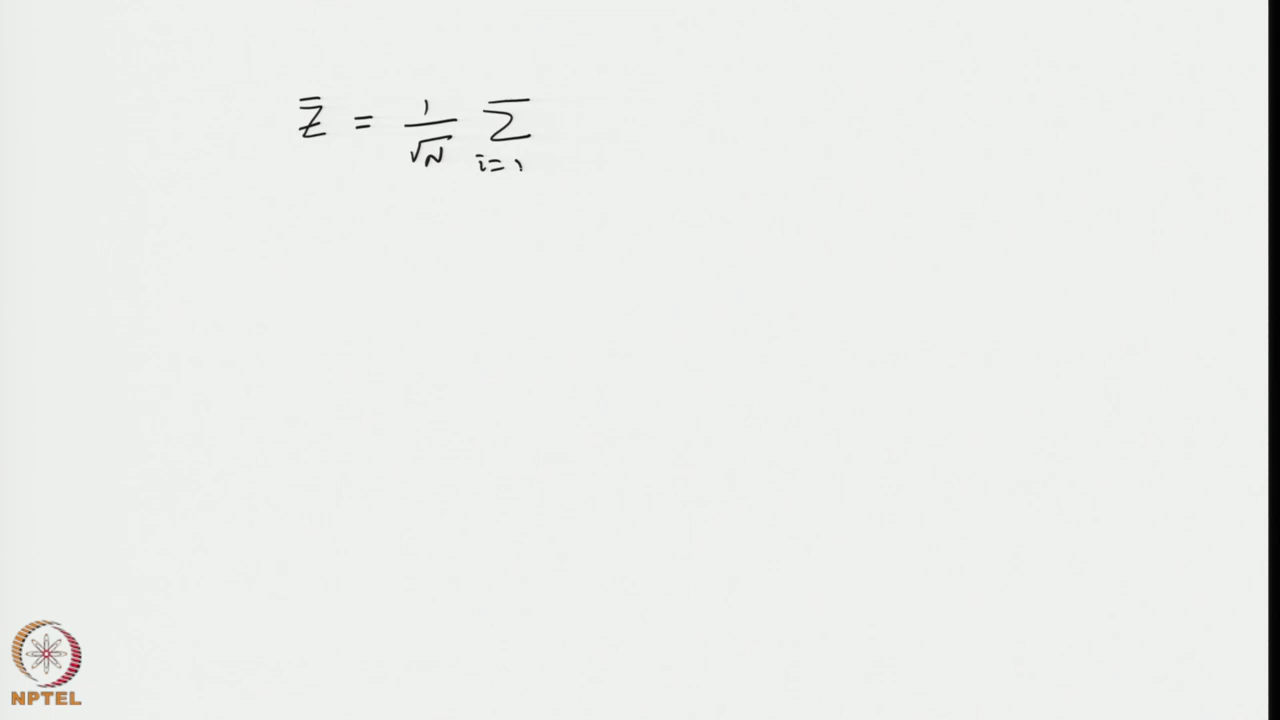 Z̄ = 1/√N Σ i=1
NPTEL